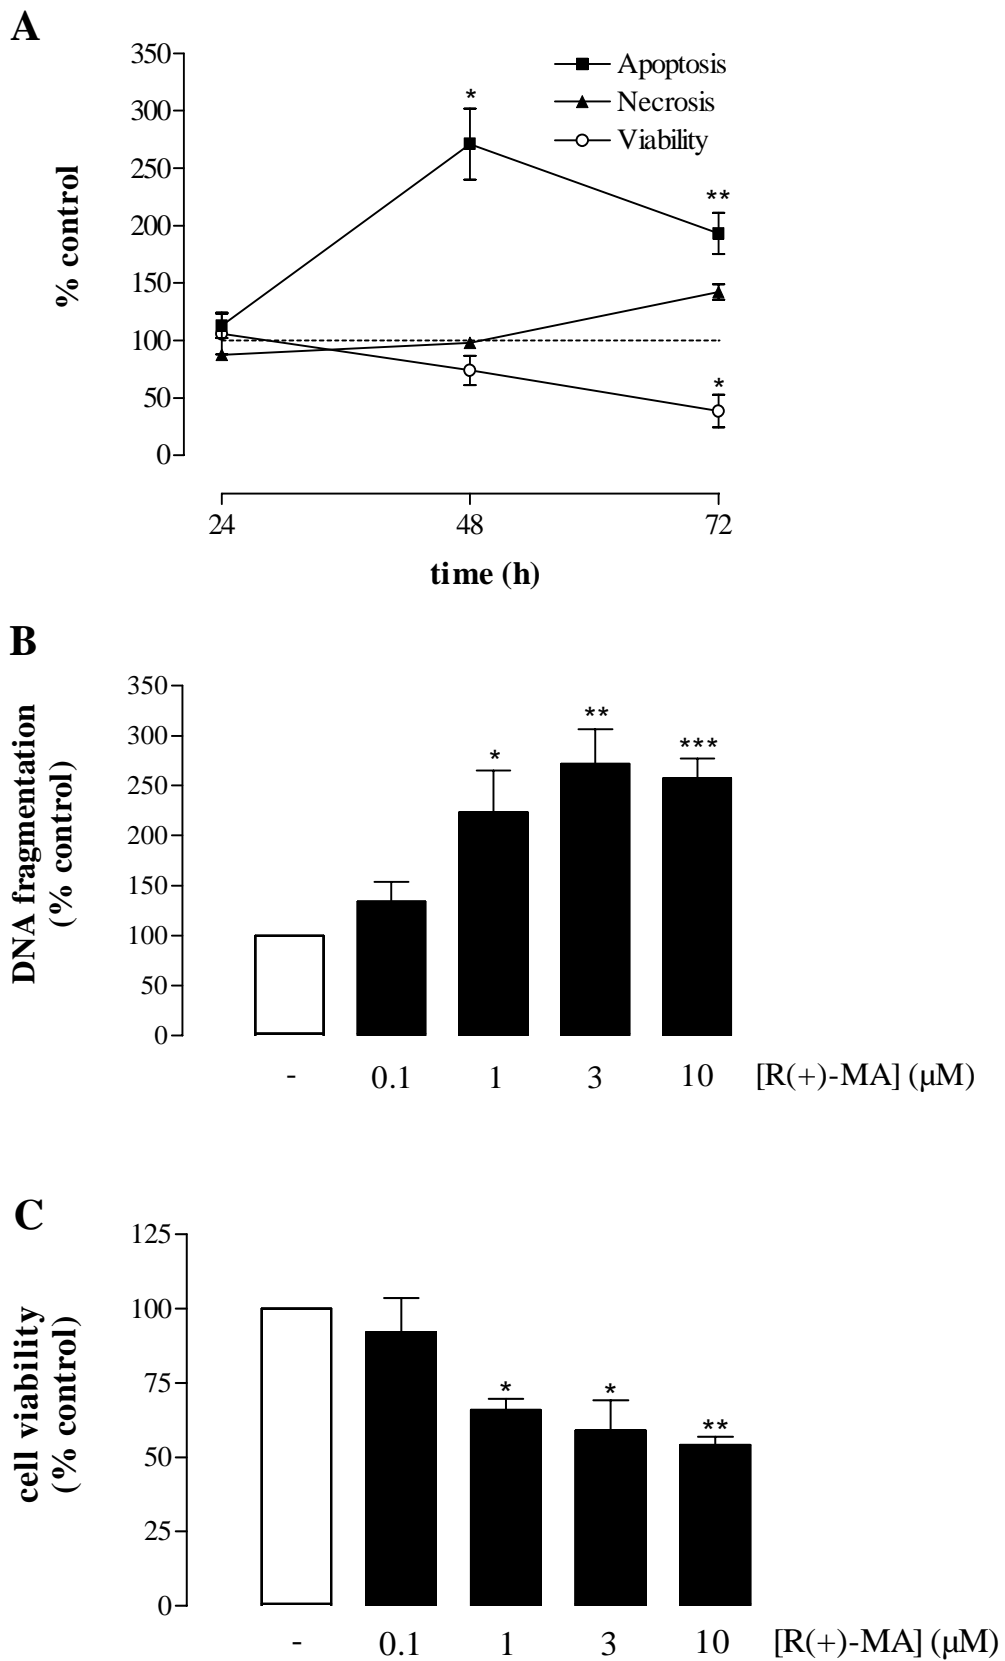 A
350
300
250
200
150
100
50
0
% control
Apoptosis
Necrosis
Viability
*
**
*
24 48 72
time (h)
B
350
300
250
200
150
100
50
0
DNA fragmentation
(% control)
*
**
***
- 0.1 1 3 10 [R(+)-MA] (μM)
C
125
100
75
50
25
0
cell viability
(% control)
*
*
**
- 0.1 1 3 10 [R(+)-MA] (μM)